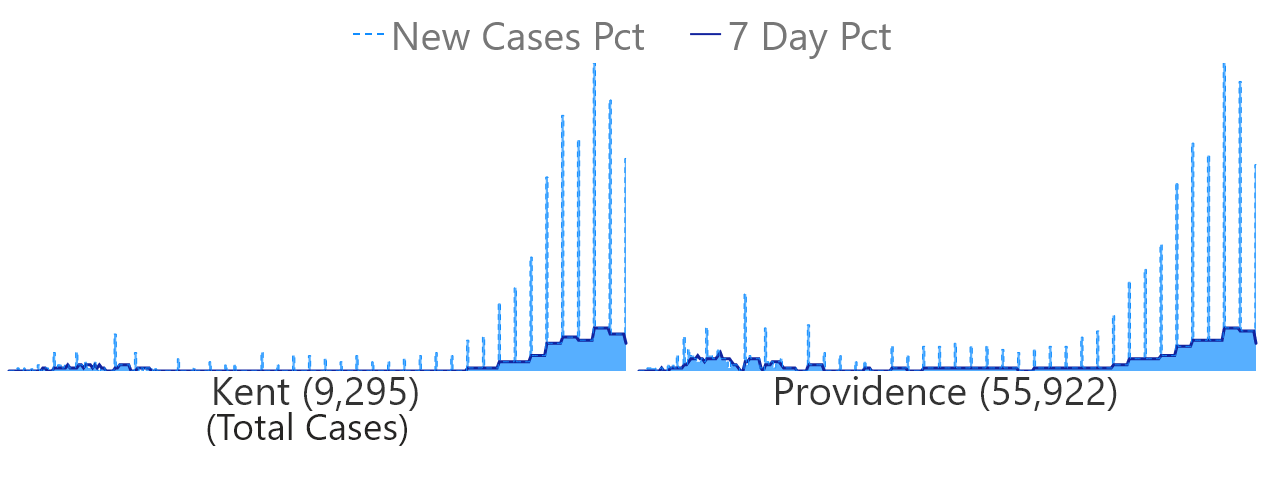 New Cases Pct 7 Day Pct
Kent (9,295) Providence (55,922)
(Total Cases)